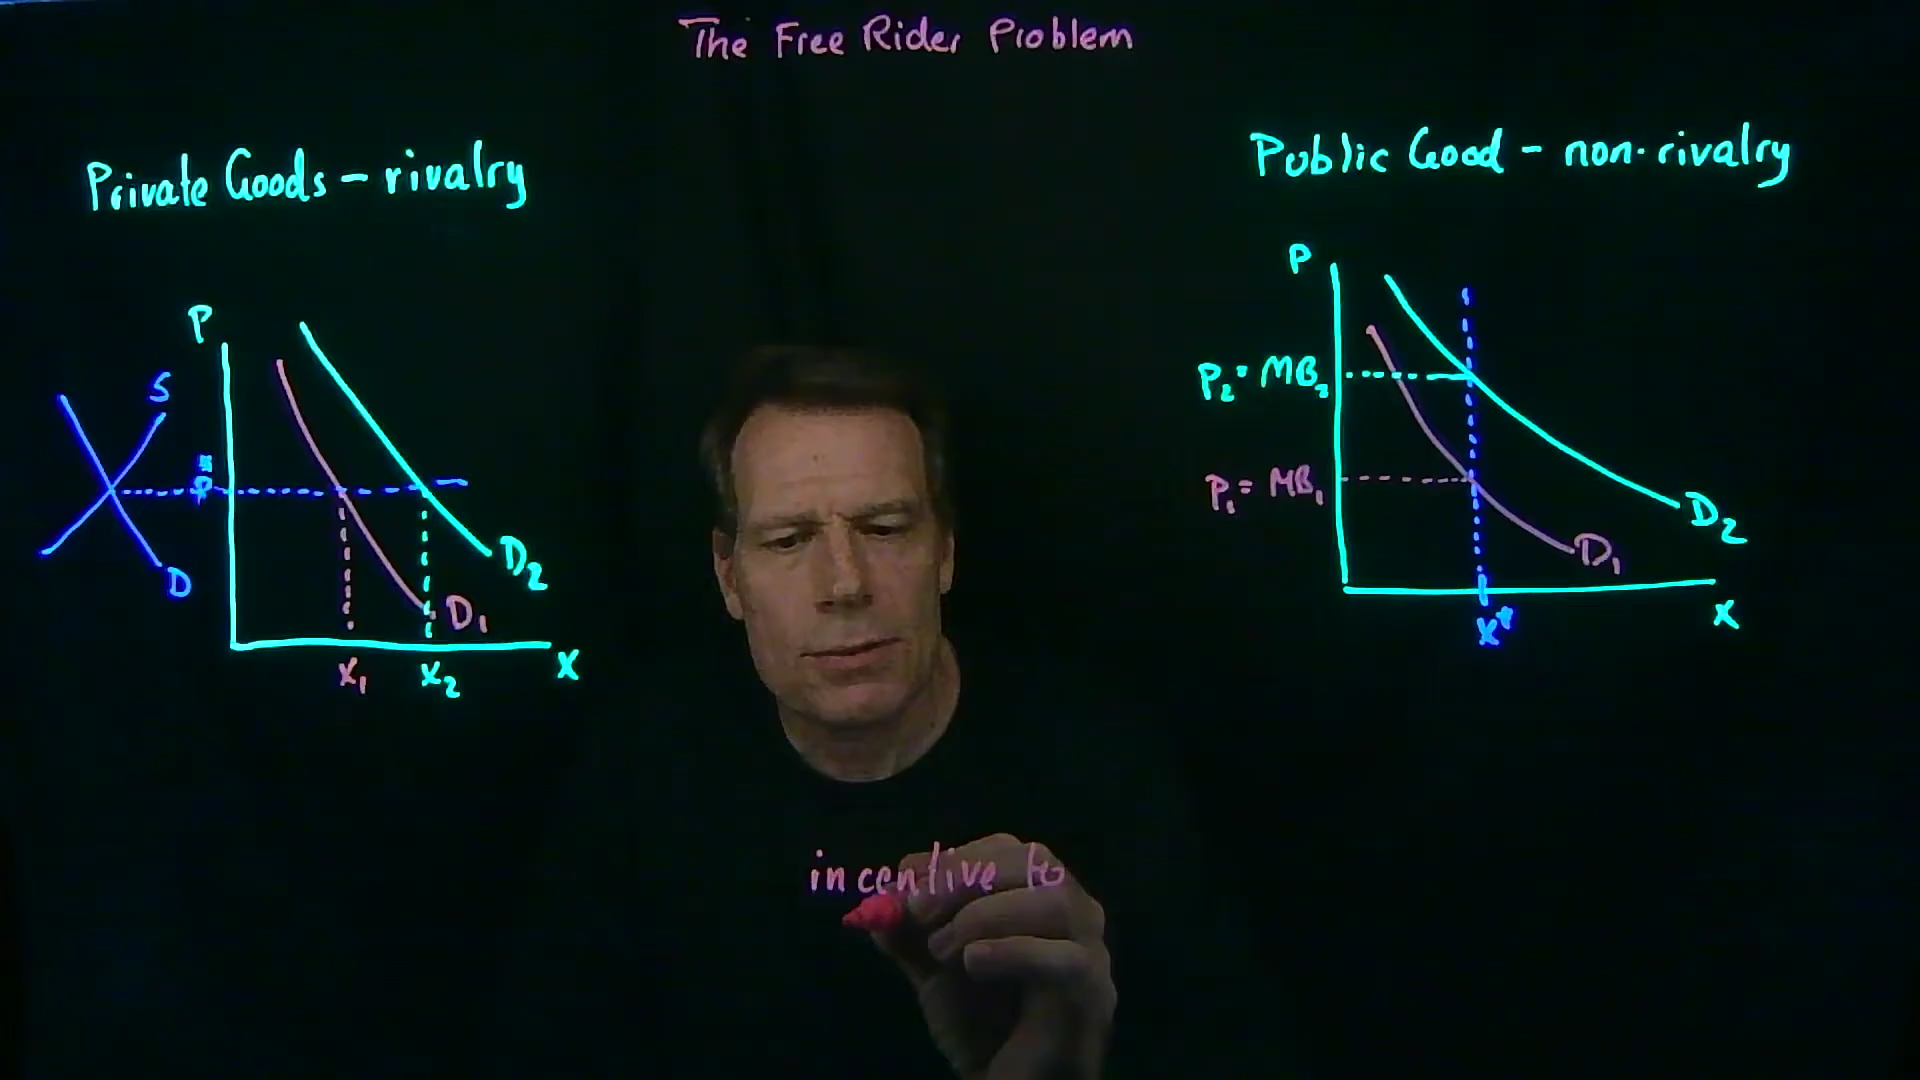 The Free Rider Problem
Private Goods - rivalry
P
S
P*
D
D2
D1
x1
x2
x
Public Good - non-rivalry
P
P2 = MB2
P1 = MB1
D2
D1
x*
x
incentive to